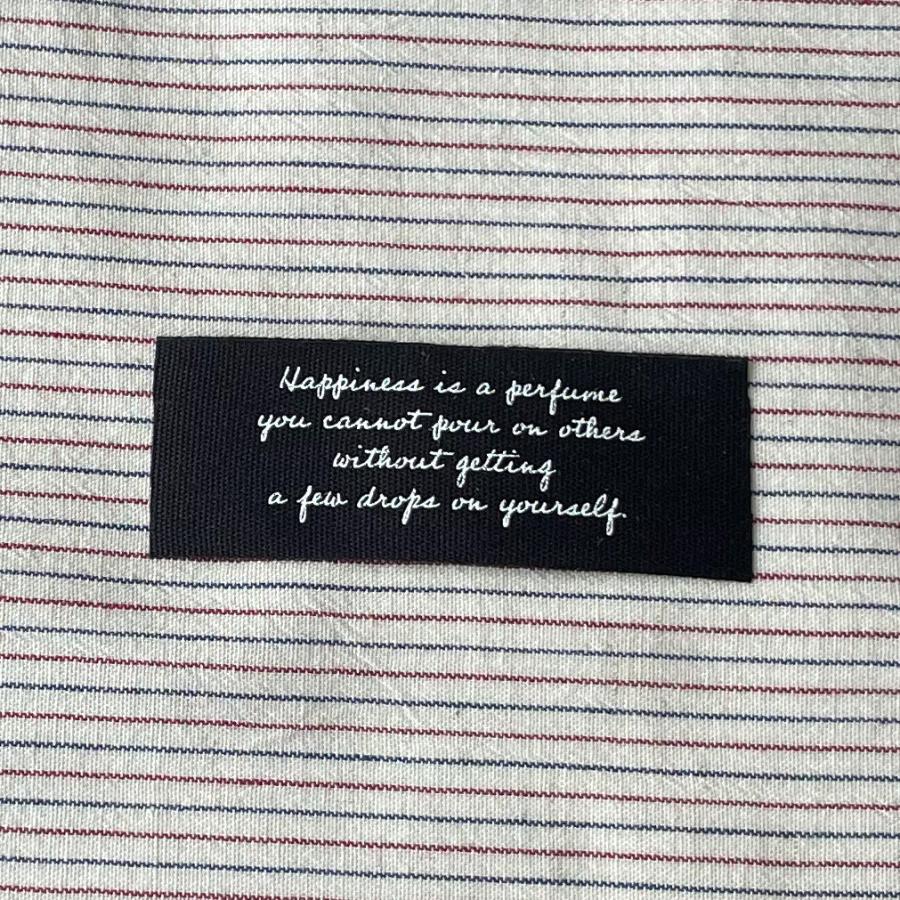 Happiness is a perfume
you cannot pour on others
without getting
a few drops on yourself.